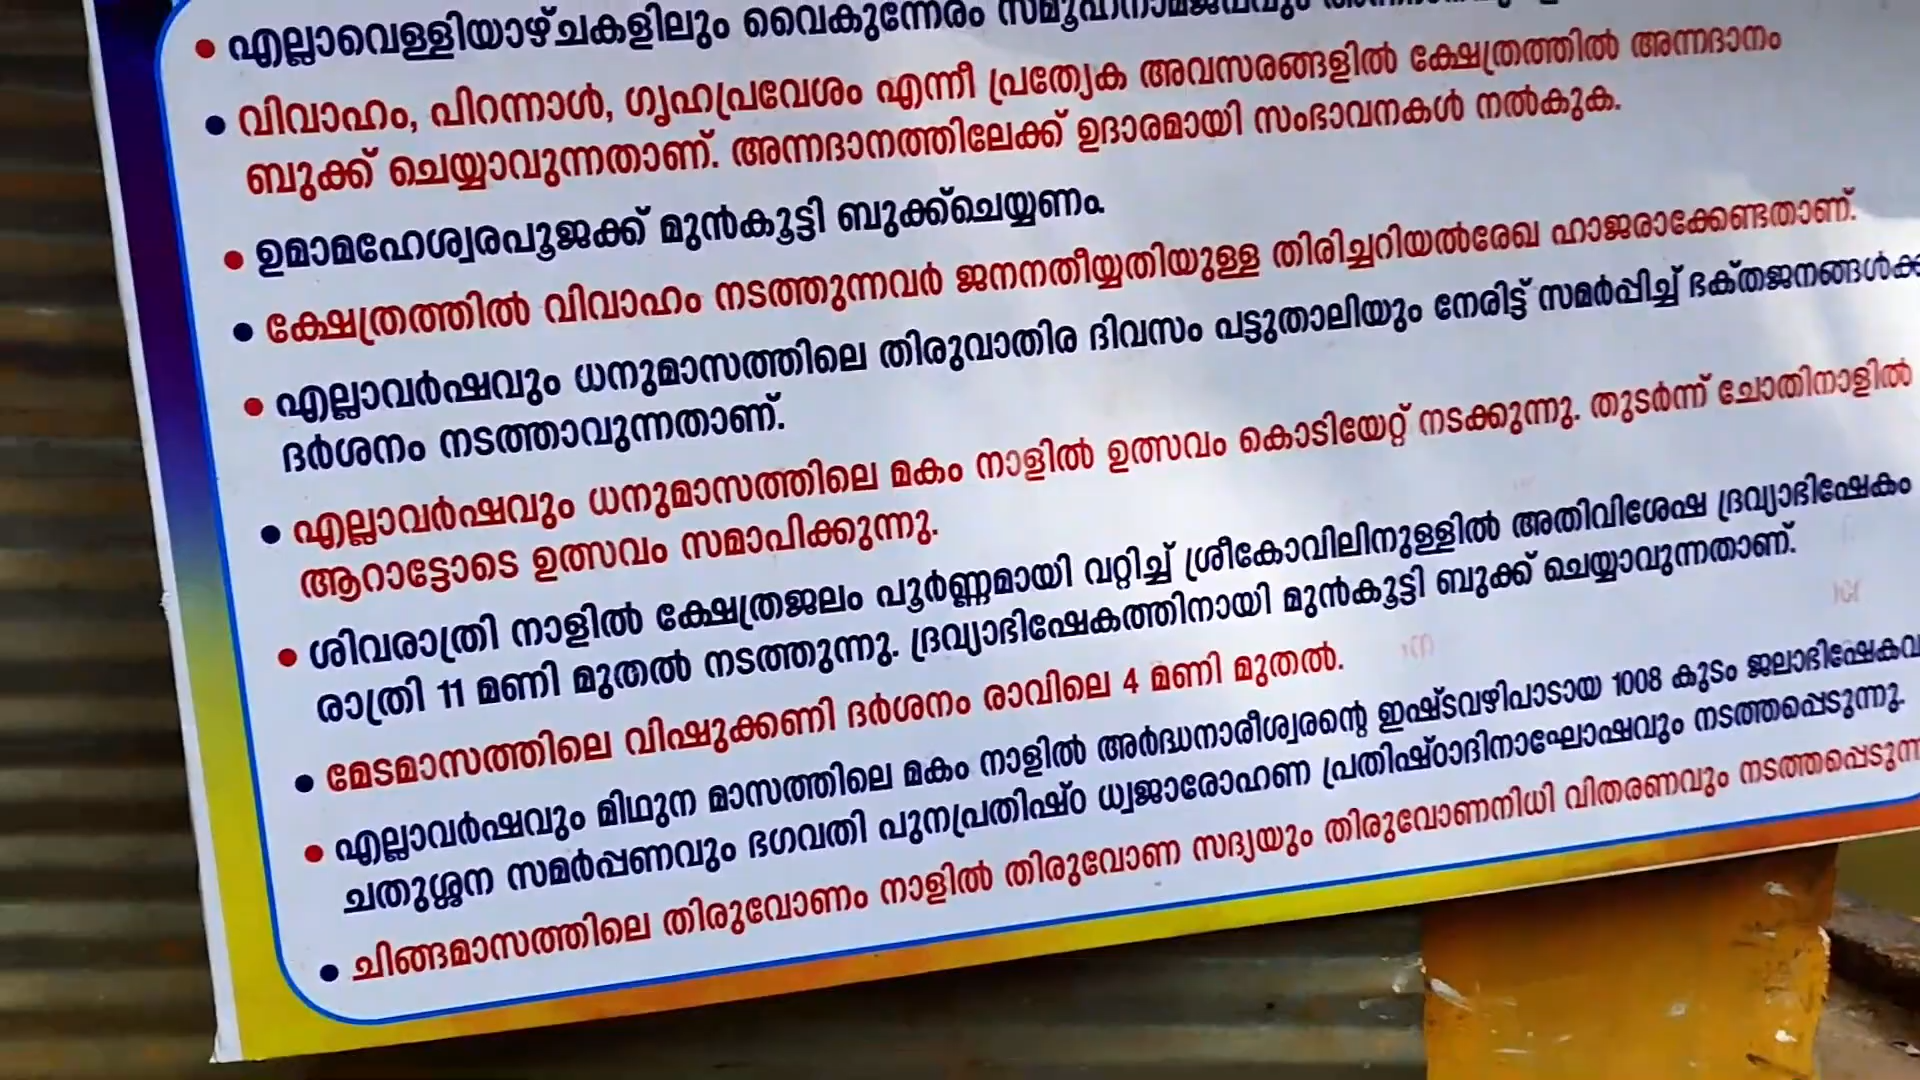 • എല്ലാവെള്ളിയാഴ്ചകളിലും വൈകുന്നേരം സമൂഹനാമജപവും
• വിവാഹം, പിറന്നാൾ, ഗൃഹപ്രവേശം എന്നീ പ്രത്യേക അവസരങ്ങളിൽ ക്ഷേത്രത്തിൽ അന്നദാനം
ബുക്ക് ചെയ്യാവുന്നതാണ്. അന്നദാനത്തിലേക്ക് ഉദാരമായി സംഭാവനകൾ നൽകുക.
• ഉമാമഹേശ്വരപൂജക്ക് മുൻകൂട്ടി ബുക്ക്ചെയ്യണം.
• ക്ഷേത്രത്തിൽ വിവാഹം നടത്തുന്നവർ ജനനതീയ്യതിയുള്ള തിരിച്ചറിയൽരേഖ ഹാജരാക്കേണ്ടതാണ്.
• എല്ലാവർഷവും ധനുമാസത്തിലെ തിരുവാതിര ദിവസം പട്ടുതാലിയും നേരിട്ട് സമർപ്പിച്ച് ഭക്തജനങ്ങൾക്ക
ദർശനം നടത്താവുന്നതാണ്.
• എല്ലാവർഷവും ധനുമാസത്തിലെ മകം നാളിൽ ഉത്സവം കൊടിയേറ്റ് നടക്കുന്നു. തുടർന്ന് ചോതിനാളിൽ
ആറാട്ടോടെ ഉത്സവം സമാപിക്കുന്നു.
• ശിവരാത്രി നാളിൽ ക്ഷേത്രജലം പൂർണ്ണമായി വറ്റിച്ച് ശ്രീകോവിലിനുള്ളിൽ അതിവിശേഷ ദ്രവ്യാഭിഷേകം
രാത്രി 11 മണി മുതൽ നടത്തുന്നു. ദ്രവ്യാഭിഷേകത്തിനായി മുൻകൂട്ടി ബുക്ക് ചെയ്യാവുന്നതാണ്.
• മേടമാസത്തിലെ വിഷുക്കണി ദർശനം രാവിലെ 4 മണി മുതൽ.
• എല്ലാവർഷവും മിഥുന മാസത്തിലെ മകം നാളിൽ അർദ്ധനാരീശ്വരന്റെ ഇഷ്ടവഴിപാടായ 1008 കുടം ജലാഭിഷേകവ
ചതുശ്ശന സമർപ്പണവും ഭഗവതി പുനപ്രതിഷ്ഠ ധ്വജാരോഹണ പ്രതിഷ്ഠാദിനാഘോഷവും നടത്തപ്പെടുന്നു.
• ചിങ്ങമാസത്തിലെ തിരുവോണം നാളിൽ തിരുവോണ സദ്യയും തിരുവോണനിധി വിതരണവും നടത്തപ്പെടുന്ന